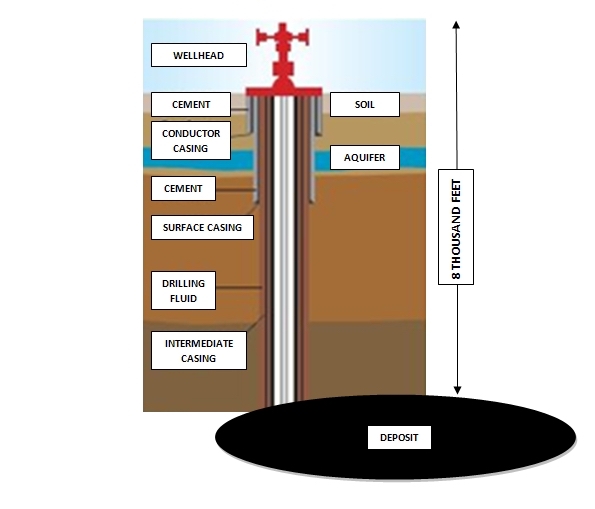 WELLHEAD
CEMENT
SOIL
CONDUCTOR
CASING
AQUIFER
CEMENT
SURFACE CASING
8 THOUSAND FEET
DRILLING
FLUID
INTERMEDIATE
CASING
DEPOSIT